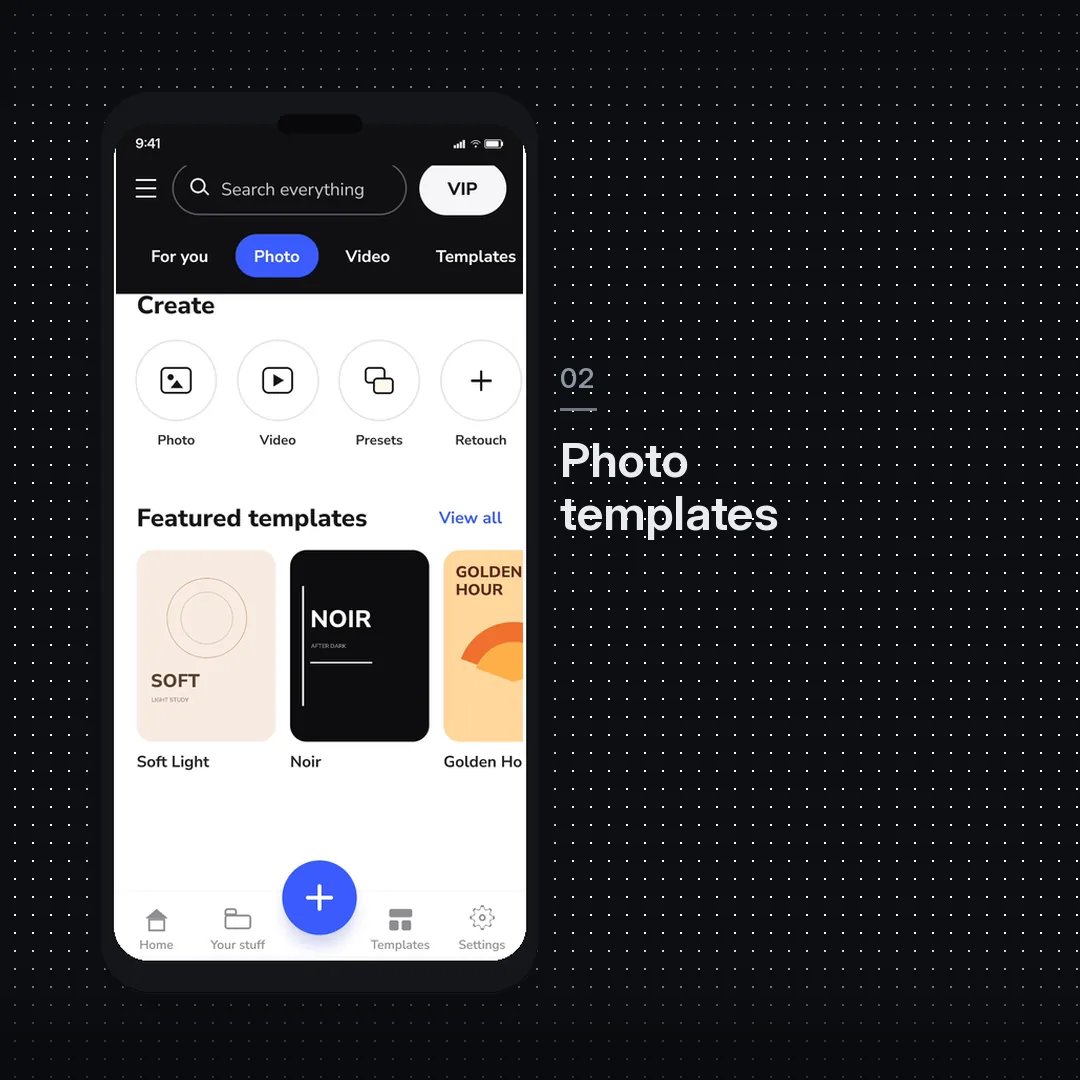 9:41
Search everything
VIP
For you
Photo
Video
Templates
Create
Photo
Video
Presets
Retouch
Featured templates
View all
SOFT
LIGHT STUDY
NOIR
AFTER DARK
GOLDEN
HOUR
Soft Light
Noir
Golden Ho
Home
Your stuff
Templates
Settings
02
Photo
templates